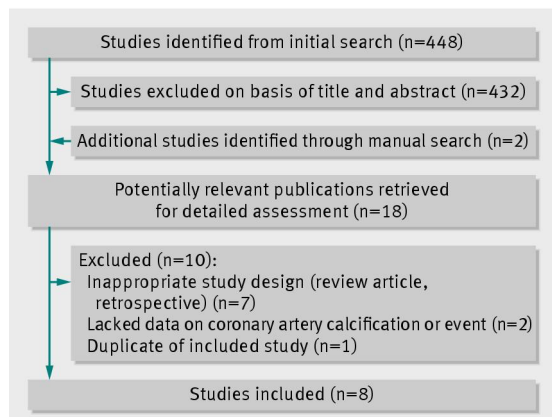 Studies identified from initial search (n=448)
Studies excluded on basis of title and abstract (n=432)
Additional studies identified through manual search (n=2)
Potentially relevant publications retrieved
for detailed assessment (n=18)
Excluded (n=10):
Inappropriate study design (review article,
retrospective) (n=7)
Lacked data on coronary artery calcification or event (n=2)
Duplicate of included study (n=1)
Studies included (n=8)